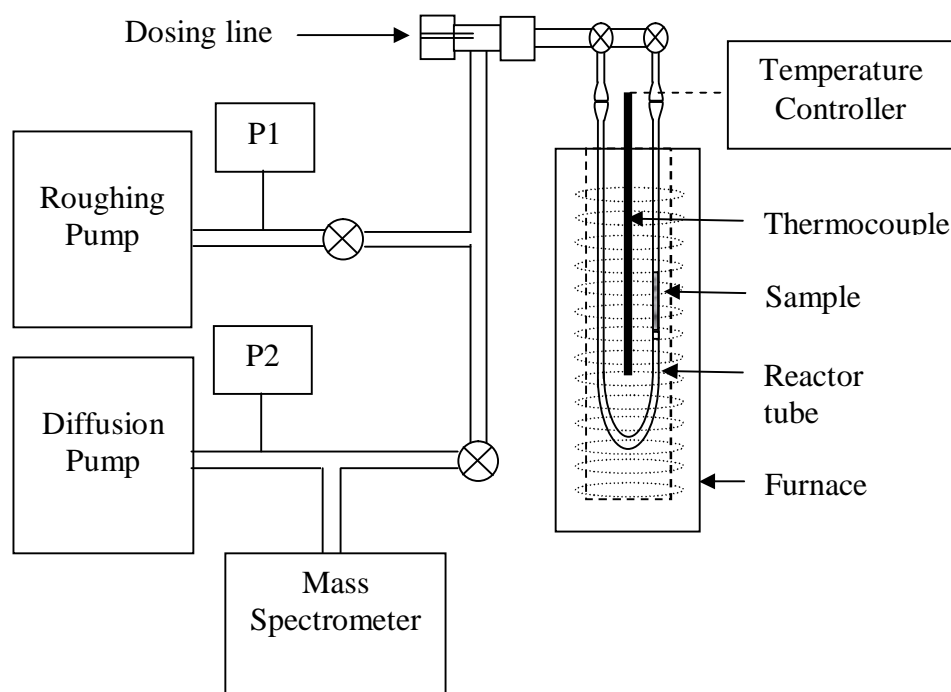 Dosing line
Temperature
Controller
P1
Roughing
Pump
Thermocouple
Sample
P2
Reactor
tube
Diffusion
Pump
Furnace
Mass
Spectrometer